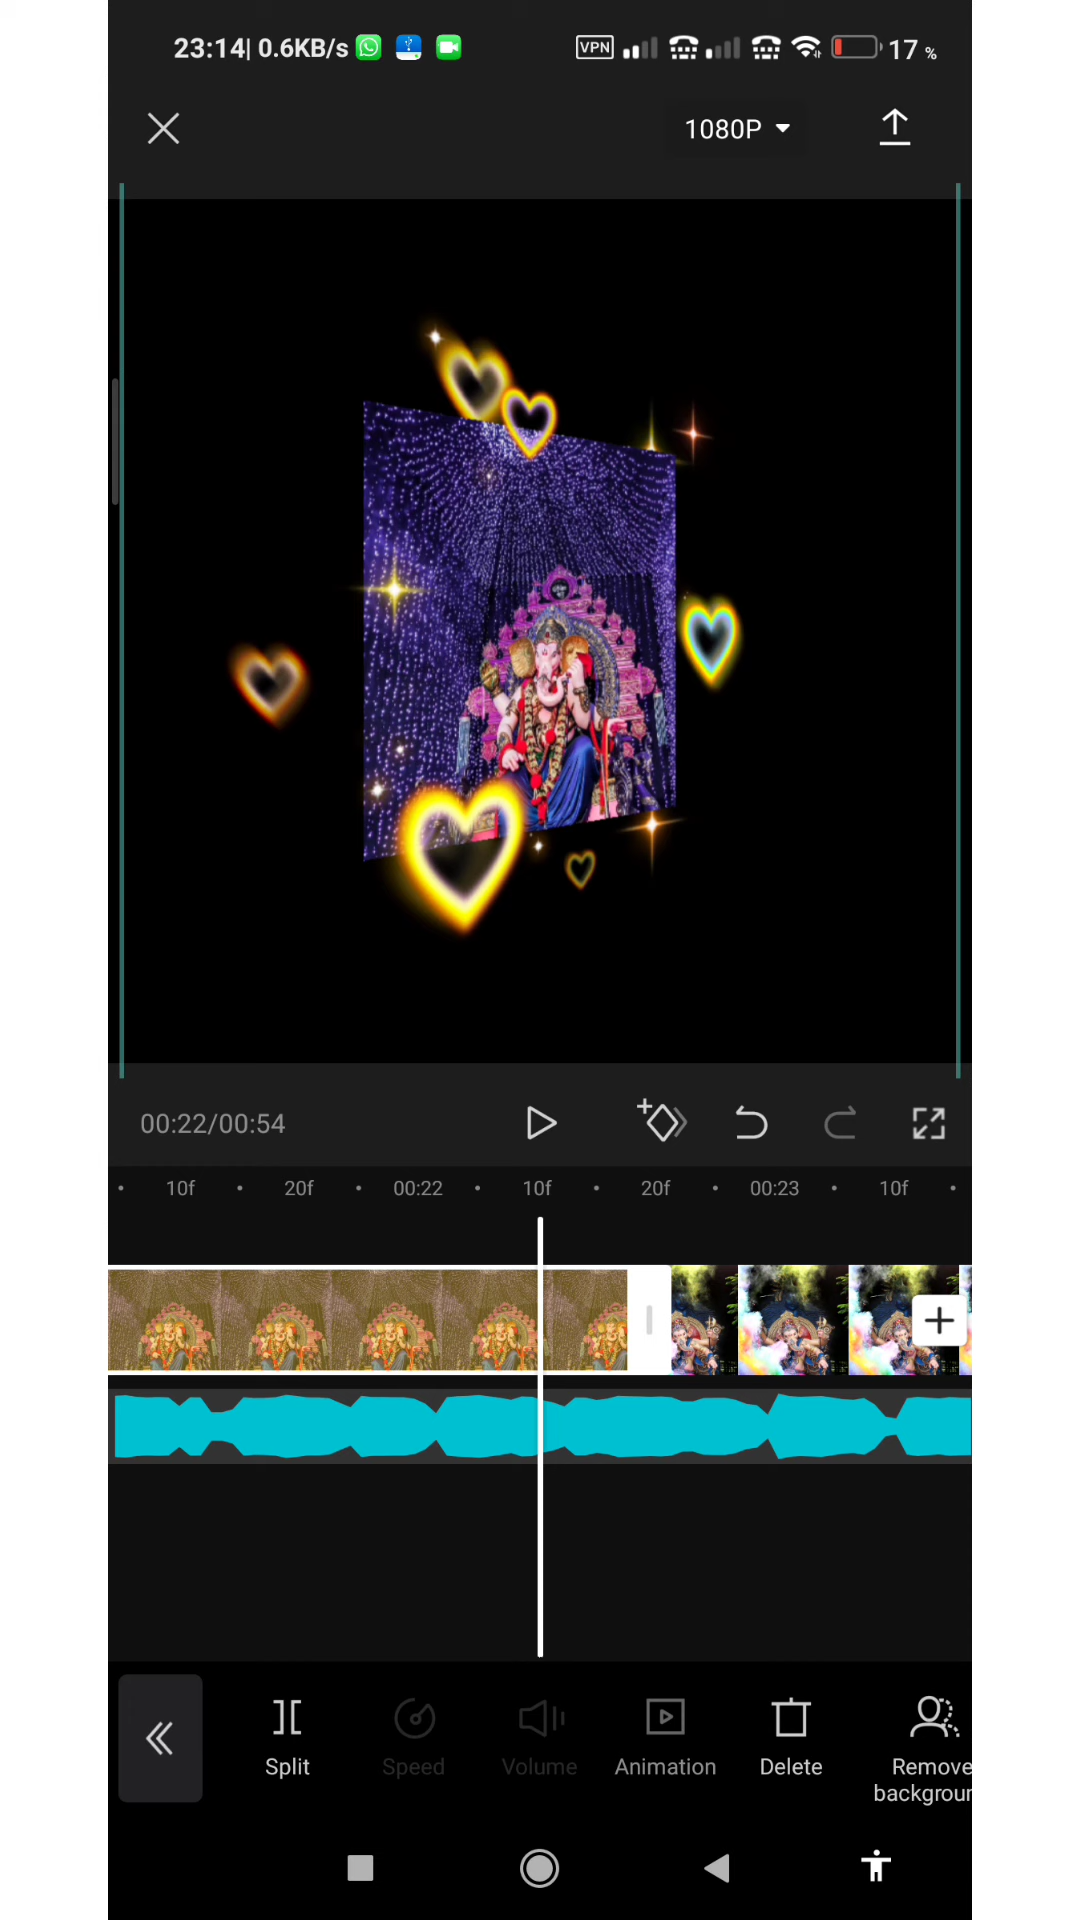 23:14| 0.6KB/s VPN 17 %
1080P
00:22/00:54
10f 20f 00:22 10f 20f 00:23 10f
Split Speed Volume Animation Delete Remove
backgrour